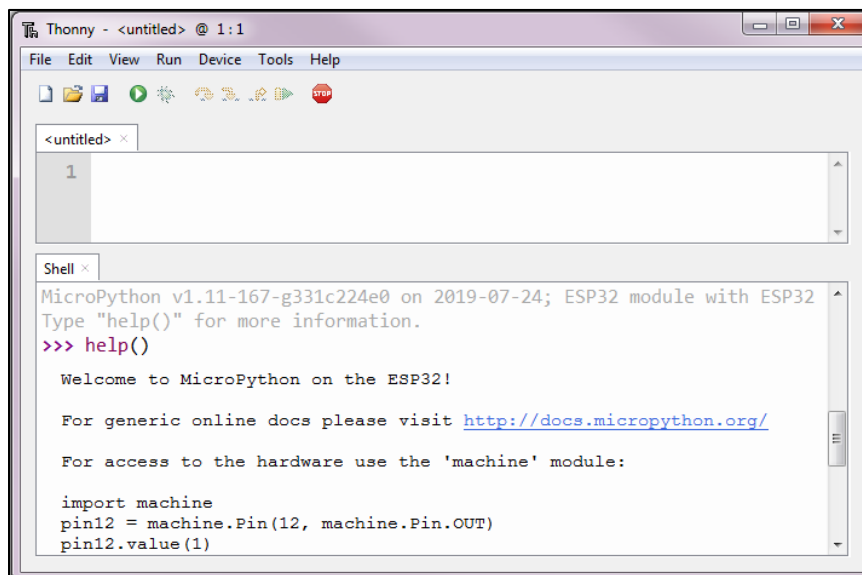 Thonny - <untitled> @ 1:1
File Edit View Run Device Tools Help
STOP
<untitled>
1
Shell
MicroPython v1.11-167-g331c224e0 on 2019-07-24; ESP32 module with ESP32
Type "help()" for more information.
>>> help()
Welcome to MicroPython on the ESP32!
For generic online docs please visit http://docs.micropython.org/
For access to the hardware use the 'machine' module:
import machine
pin12 = machine.Pin(12, machine.Pin.OUT)
pin12.value(1)